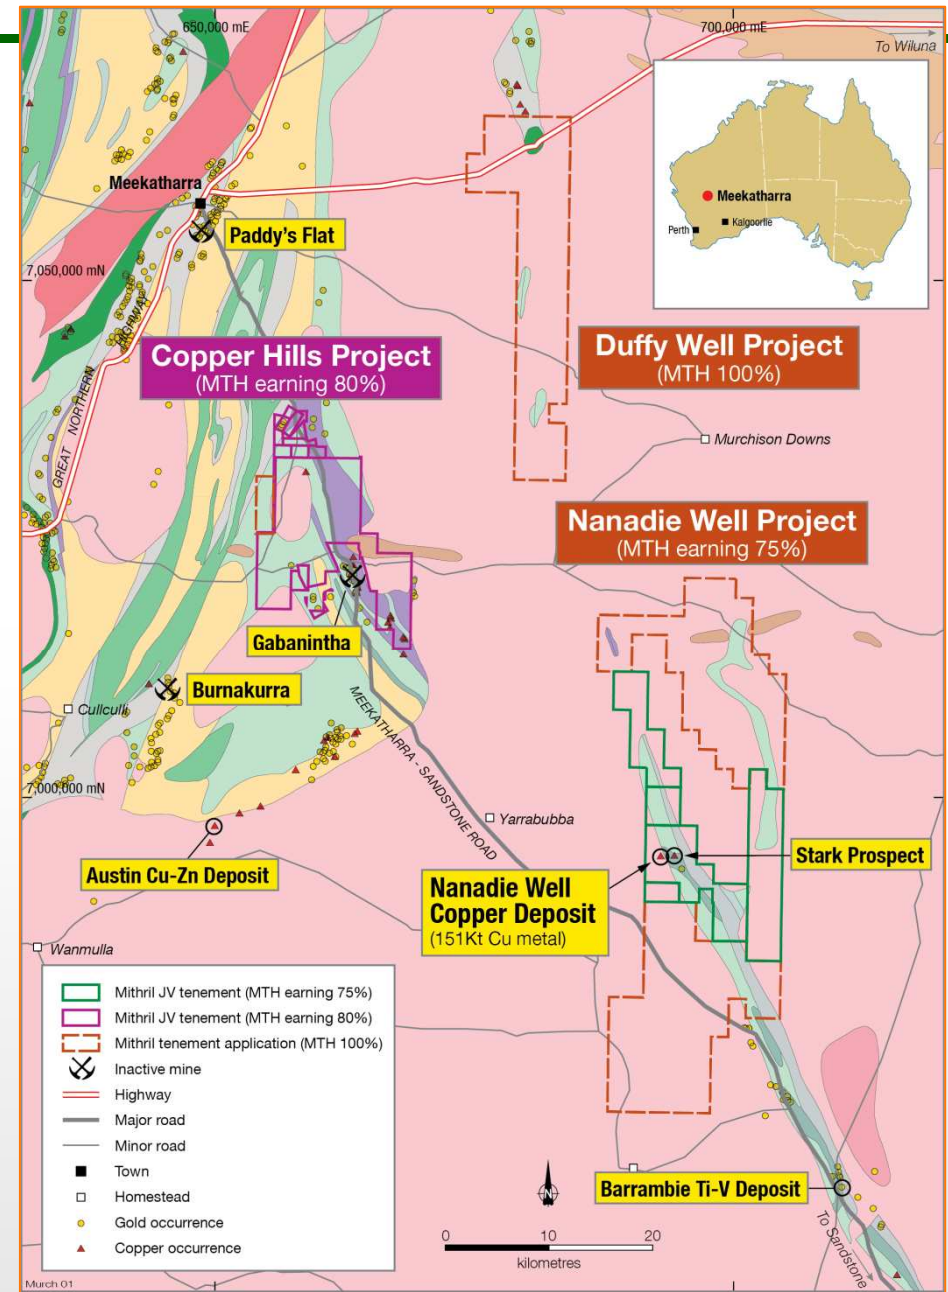 650,000 mE
700,000 mE
To Wiluna
Meekatharra
Paddy's Flat
Meekatharra
Perth
Kalgoorlie
7,050,000 mN
GREAT NORTHERN HIGHWAY
Copper Hills Project
(MTH earning 80%)
Duffy Well Project
(MTH 100%)
Murchison Downs
Nanadie Well Project
(MTH earning 75%)
Gabanintha
Burnakurra
Cullculli
MEEKATHARRA - SANDSTONE ROAD
7,000,000 mN
Yarrabubba
Stark Prospect
Austin Cu-Zn Deposit
Nanadie Well
Copper Deposit
(151Kt Cu metal)
Wanmulla
Mithril JV tenement (MTH earning 75%)
Mithril JV tenement (MTH earning 80%)
Mithril tenement application (MTH 100%)
Inactive mine
Highway
Major road
Minor road
Town
Homestead
Gold occurrence
Copper occurrence
N
Barrambie Ti-V Deposit
To Sandstone
0 10 20
kilometres
Murch 01